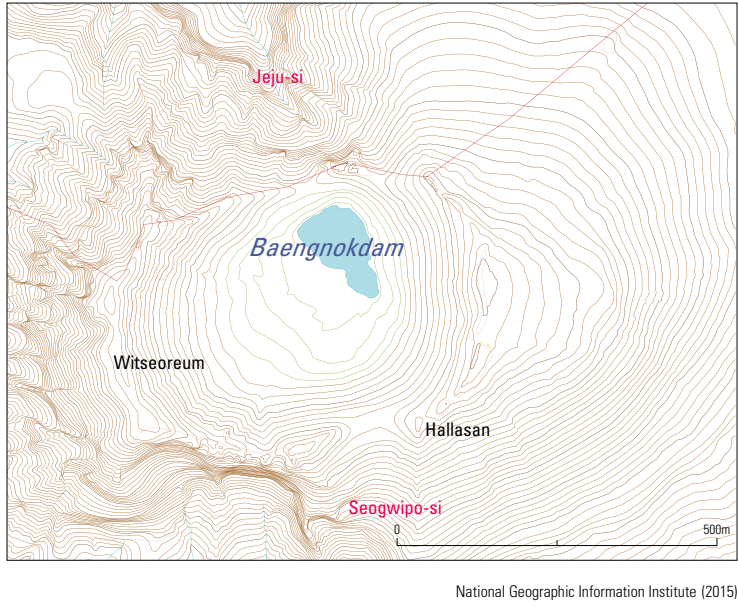 Jeju-si
Baengnokdam
Witseoreum
Hallasan
Seogwipo-si
0
500m
National Geographic Information Institute (2015)